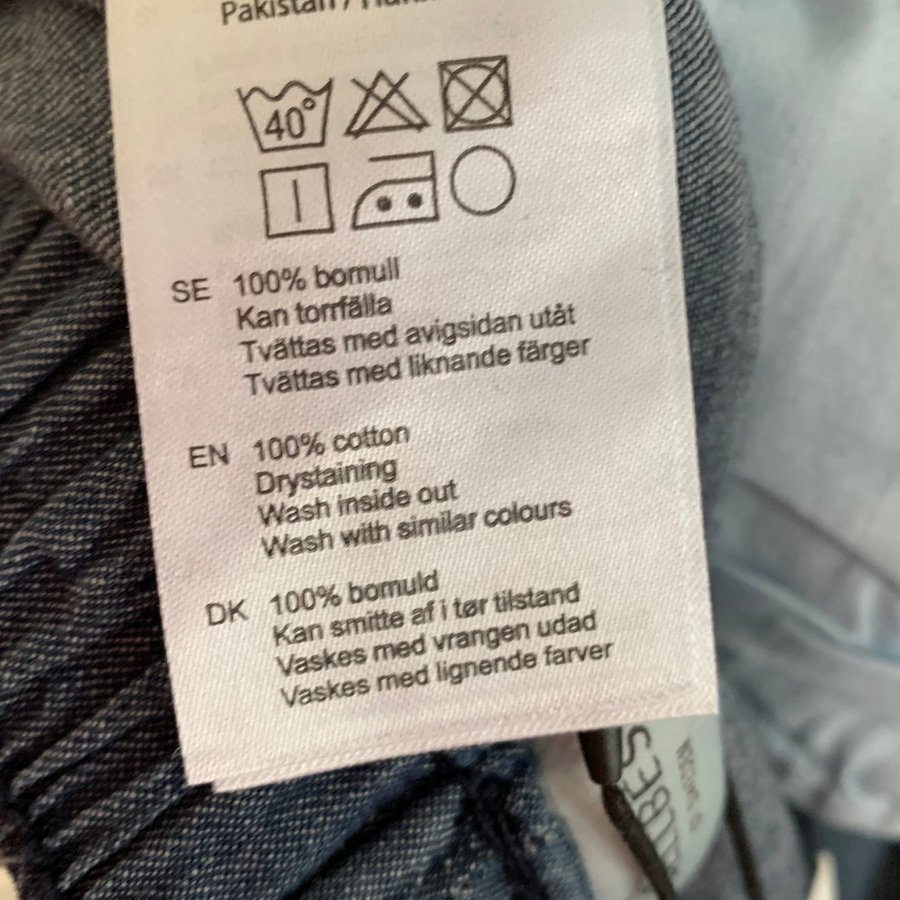 Pakistan /
40°
SE 100% bomull
Kan torrfälla
Tvättas med avigsidan utåt
Tvättas med liknande färger
EN 100% cotton
Drystaining
Wash inside out
Wash with similar colours
DK 100% bomuld
Kan smitte af i tør tilstand
Vaskes med vrangen udad
Vaskes med lignende farver